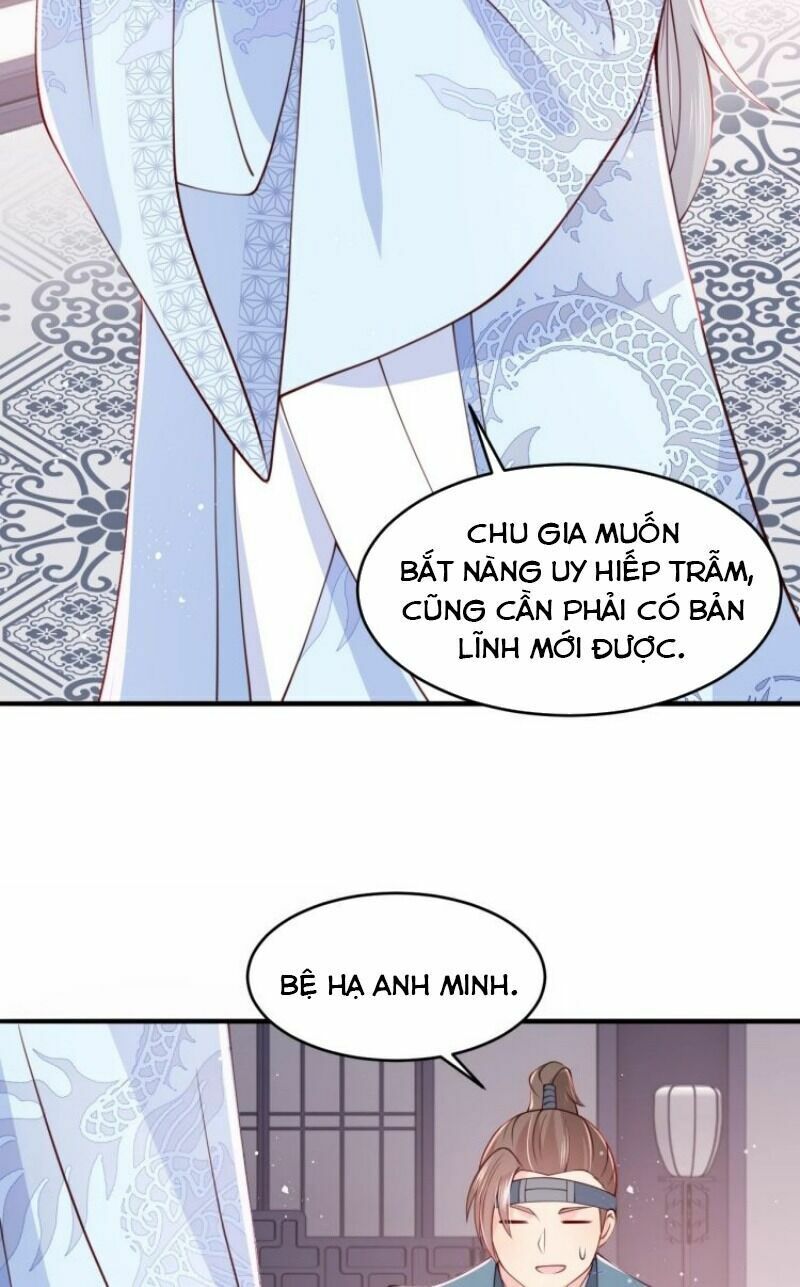 CHU GIA MUỐN
BẮT NÀNG UY HIẾP TRẪM,
CŨNG CẦN PHẢI CÓ BẢN
LĨNH MỚI ĐƯỢC.
BỆ HẠ ANH MINH.